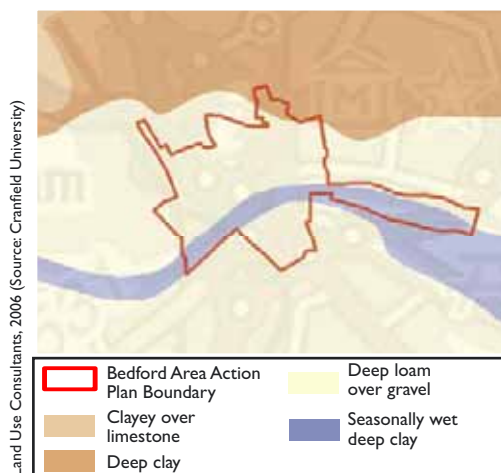 .and Use Consultants, 2006 (Source: Cranfield University)
Bedford Area Action
Plan Boundary
Clayey over
limestone
Deep clay
Deep loam
over gravel
Seasonally wet
deep clay